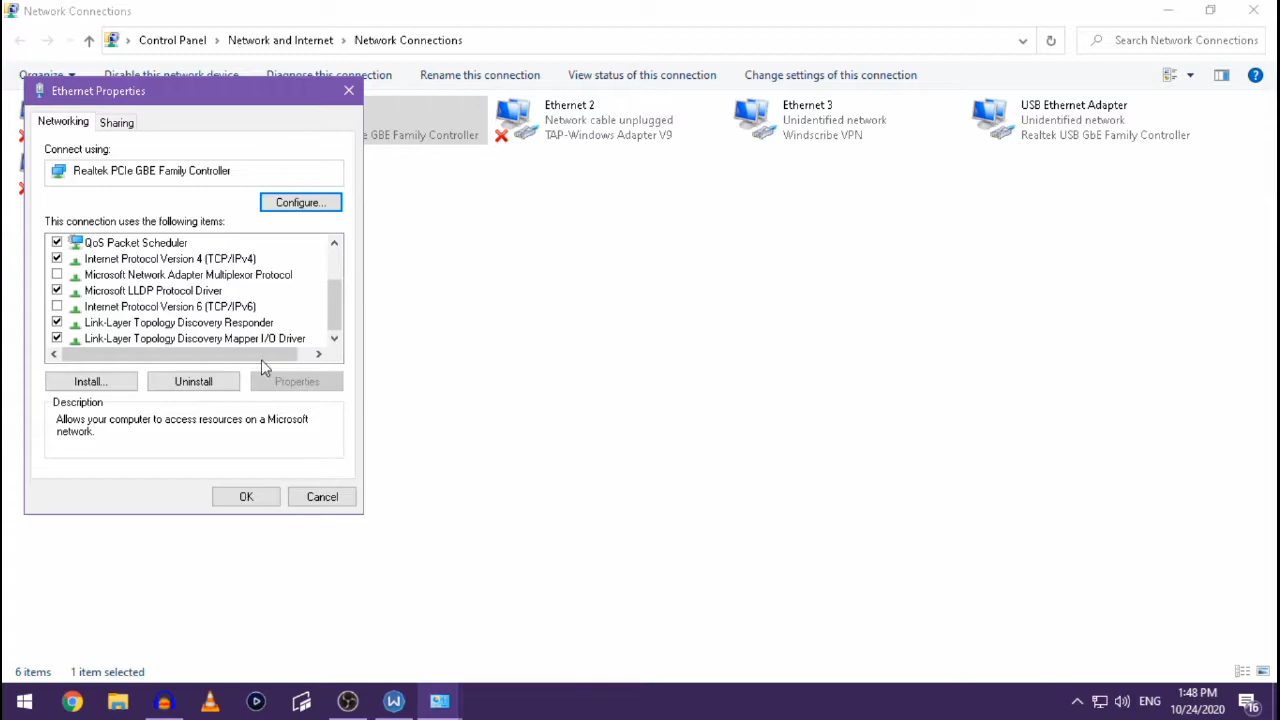 Network Connections
Control Panel
Network and Internet
Network Connections
Search Network Connections
Organize
Disable this network device
Diagnose this connection
Rename this connection
View status of this connection
Change settings of this connection
Ethernet Properties
Networking
Sharing
Connect using:
Realtek PCIe GBE Family Controller
Configure...
This connection uses the following items:
QoS Packet Scheduler
Internet Protocol Version 4 (TCP/IPv4)
Microsoft Network Adapter Multiplexor Protocol
Microsoft LLDP Protocol Driver
Internet Protocol Version 6 (TCP/IPv6)
Link-Layer Topology Discovery Responder
Link-Layer Topology Discovery Mapper I/O Driver
Install...
Uninstall
Properties
Description
Allows your computer to access resources on a Microsoft
network.
OK
Cancel
GBE Family Controller
Ethernet 2
Network cable unplugged
TAP-Windows Adapter V9
Ethernet 3
Unidentified network
Windscribe VPN
USB Ethernet Adapter
Unidentified network
Realtek USB GbE Family Controller
6 items
1 item selected
ENG
1:48 PM
10/24/2020
16